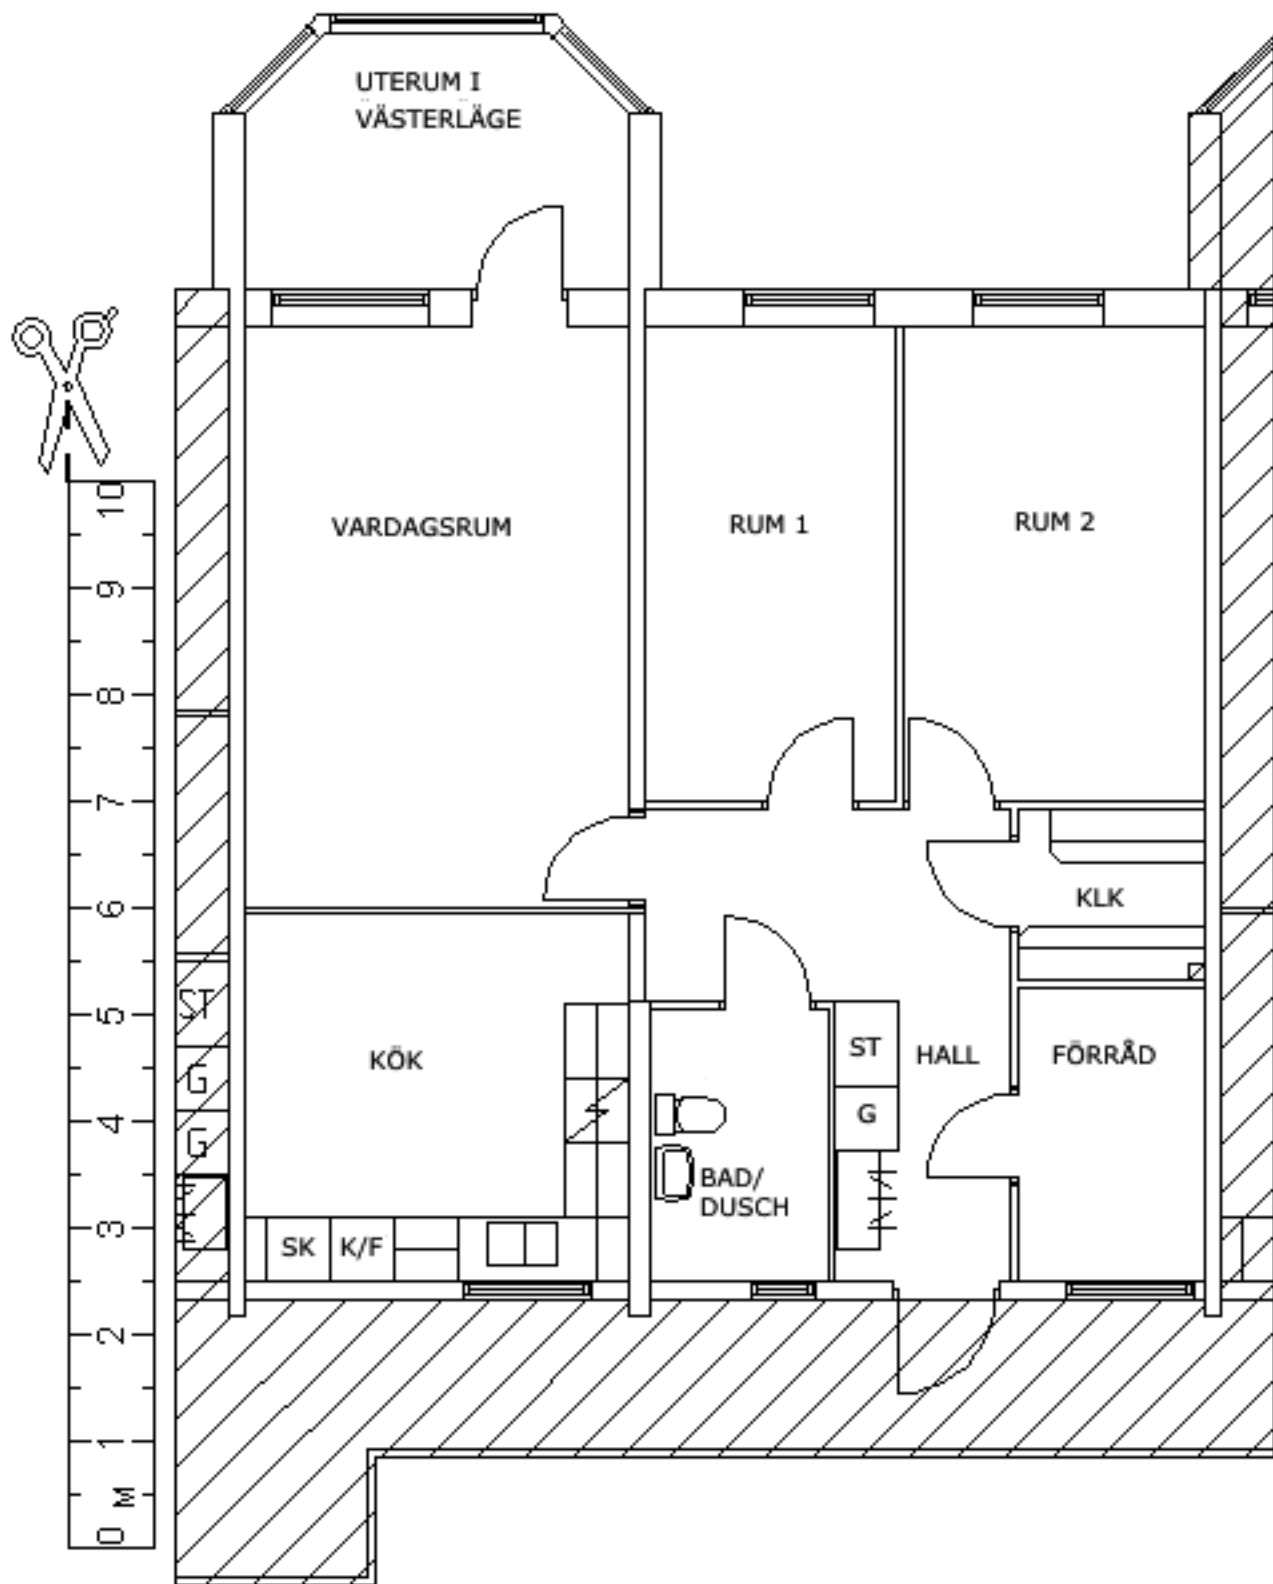 UTERUM I
VÄSTERLÄGE
VARDAGSRUM
RUM 1
RUM 2
KLK
KÖK
ST
G
HALL
FÖRRÅD
BAD/
DUSCH
SK
K/F
ST
G
G
10
9
8
7
6
5
4
3
2
1
M
0